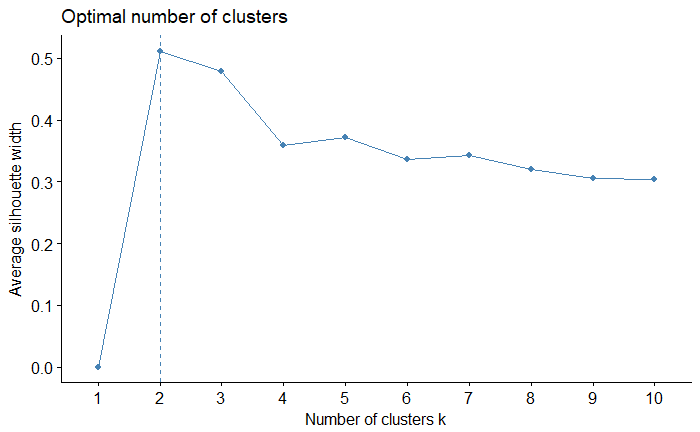 Optimal number of clusters
Average silhouette width
0.5
0.4
0.3
0.2
0.1
0.0
1 2 3 4 5 6 7 8 9 10
Number of clusters k